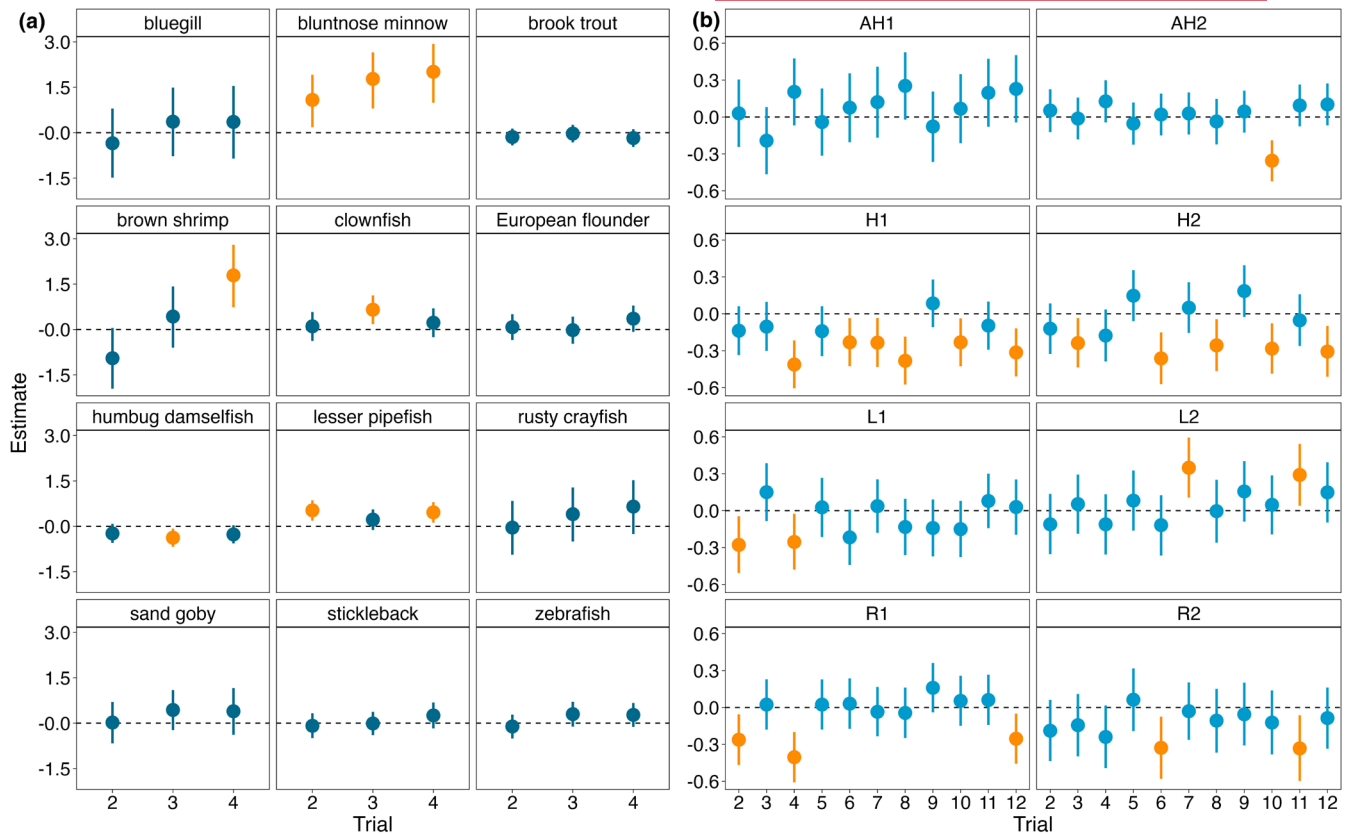 (a)
bluegill bluntnose minnow brook trout
3.0
1.5
-0.0
-1.5
brown shrimp clownfish European flounder
3.0
1.5
-0.0
-1.5
humbug damselfish lesser pipefish rusty crayfish
3.0
1.5
-0.0
-1.5
sand goby stickleback zebrafish
3.0
1.5
-0.0
-1.5
2 3 4 2 3 4 2 3 4
Trial
Estimate
(b)
AH1 AH2
0.6
0.3
-0.0
-0.3
-0.6
H1 H2
0.6
0.3
-0.0
-0.3
-0.6
L1 L2
0.6
0.3
-0.0
-0.3
-0.6
R1 R2
0.6
0.3
-0.0
-0.3
-0.6
2 3 4 5 6 7 8 9 10 11 12 2 3 4 5 6 7 8 9 10 11 12
Trial